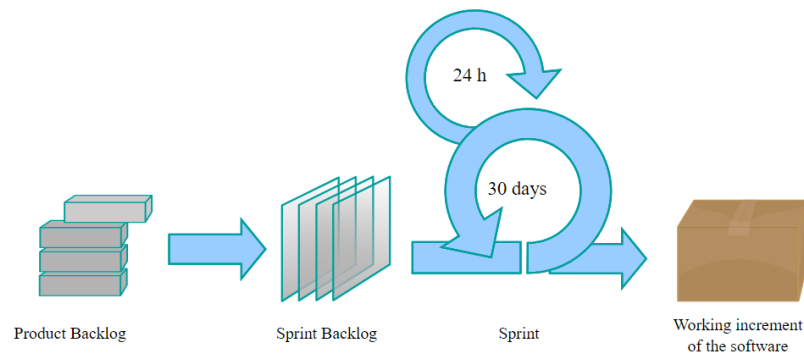 24 h
30 days
Product Backlog
Sprint Backlog
Sprint
Working increment
of the software